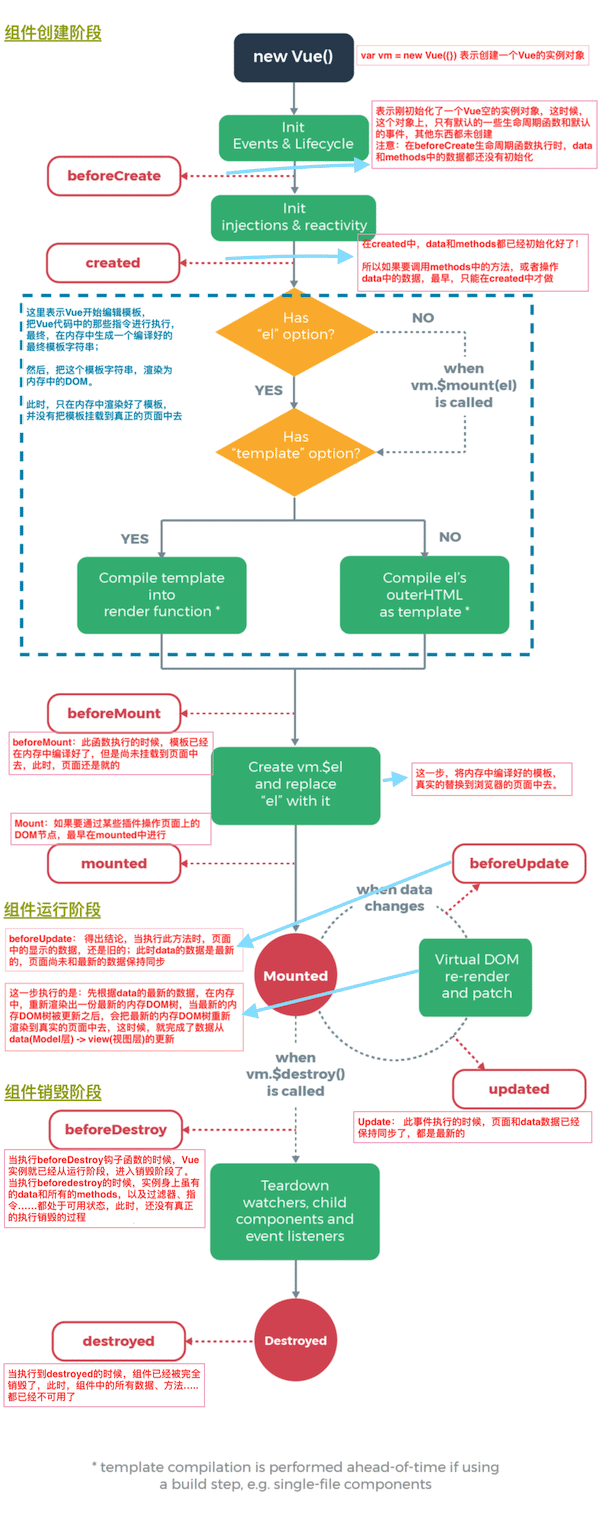 组件创建阶段
new Vue()
var vm = new Vue({}) 表示创建一个Vue的实例对象
Init
Events & Lifecycle
表示刚初始化了一个Vue空的实例对象，这时候，
这个对象上，只有默认的一些生命周期函数和默认
的事件，其他东西都未创建
注意：在beforeCreate生命周期函数执行时，data
和methods中的数据都还没有初始化
beforeCreate
Init
injections & reactivity
在created中，data和methods都已经初始化好了！
所以如果要调用methods中的方法，或者操作
data中的数据，最早，只能在created中才做
created
这里表示Vue开始编辑模板，
把Vue代码中的那些指令进行执行，
最终，在内存中生成一个编译好的
最终模板字符串；
然后，把这个模板字符串，渲染为
内存中的DOM。
此时，只在内存中渲染好了模板，
并没有把模板挂载到真正的页面中去
Has
“el” option?
NO
when
vm.$mount(el)
is called
YES
Has
“template” option?
YES
NO
Compile template
into
render function *
Compile el’s
outerHTML
as template *
beforeMount
beforeMount：此函数执行的时候，模板已经
在内存中编译好了，但是尚未挂载到页面中
去，此时，页面还是就的
Create vm.$el
and replace
“el” with it
这一步，将内存中编译好的模板，
真实的替换到浏览器的页面中去。
Mount：如果要通过某些插件操作页面上的
DOM节点，最早在mounted中进行
mounted
beforeUpdate
when data
changes
组件运行阶段
beforeUpdate： 得出结论，当执行此方法时，页面
中的显示的数据，还是旧的；此时data的数据是最新
的，页面尚未和最新的数据保持同步
Mounted
Virtual DOM
re-render
and patch
这一步执行的是：先根据data的最新的数据，在内存
中，重新渲染出一份最新的内存DOM树，当最新的内
存DOM树被更新之后，会把最新的内存DOM树重新
渲染到真实的页面中去，这时候，就完成了数据从
data(Model层) -> view(视图层)的更新
when
vm.$destroy()
is called
updated
Update： 此事件执行的时候，页面和data数据已经
保持同步了，都是最新的
组件销毁阶段
beforeDestroy
当执行beforeDestroy钩子函数的时候，Vue
实例就已经从运行阶段，进入销毁阶段了。
当执行beforedestroy的时候，实例身上虽有
的data和所有的methods，以及过滤器、指
令……都处于可用状态，此时，还没有真正
的执行销毁的过程
Teardown
watchers, child
components and
event listeners
destroyed
Destroyed
当执行到destroyed的时候，组件已经被完全
销毁了，此时，组件中的所有数据、方法…..
都已经不可用了
* template compilation is performed ahead-of-time if using
a build step, e.g. single-file components